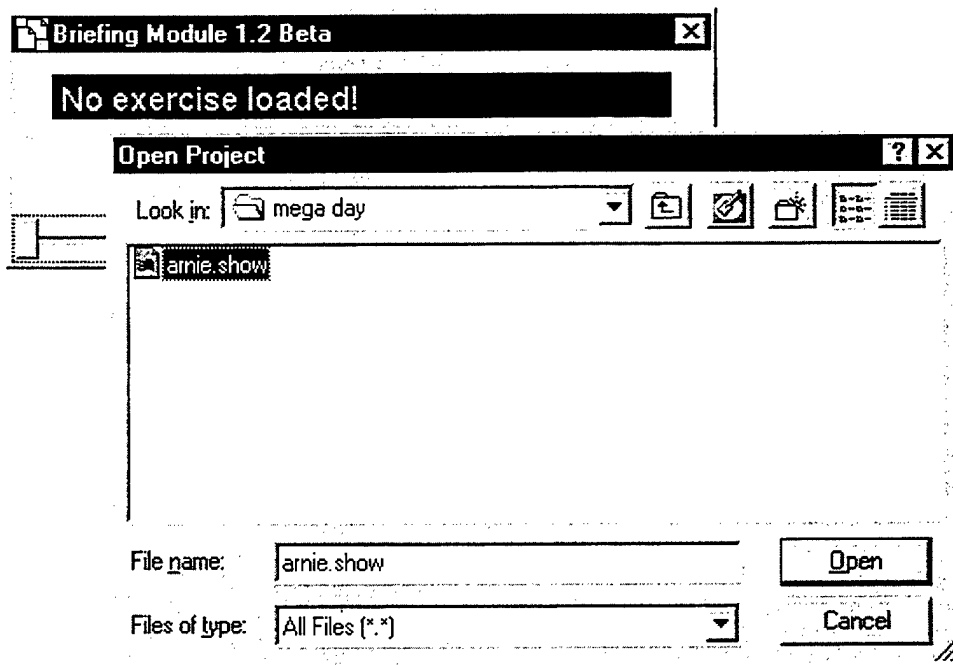 Briefing Module 1.2 Beta
No exercise loaded!
Open Project
Look in: mega day
arnie.show
File name: arnie.show Open
Files of type: All Files (*.*) Cancel